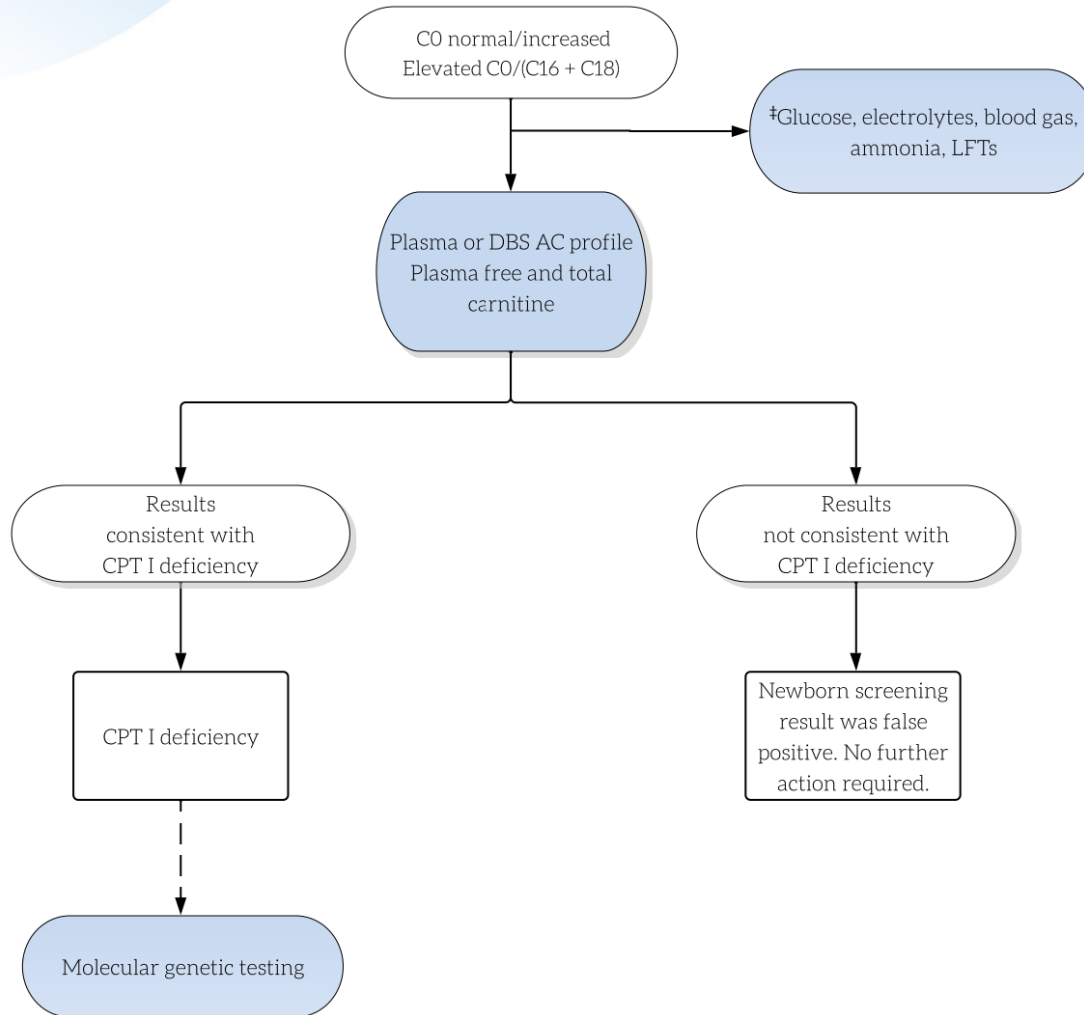 C0 normal/increased
Elevated C0/(C16 + C18)
‡Glucose, electrolytes, blood gas,
ammonia, LFTs
Plasma or DBS AC profile
Plasma free and total
carnitine
Results
consistent with
CPT I deficiency
Results
not consistent with
CPT I deficiency
CPT I deficiency
Newborn screening
result was false
positive. No further
action required.
Molecular genetic testing